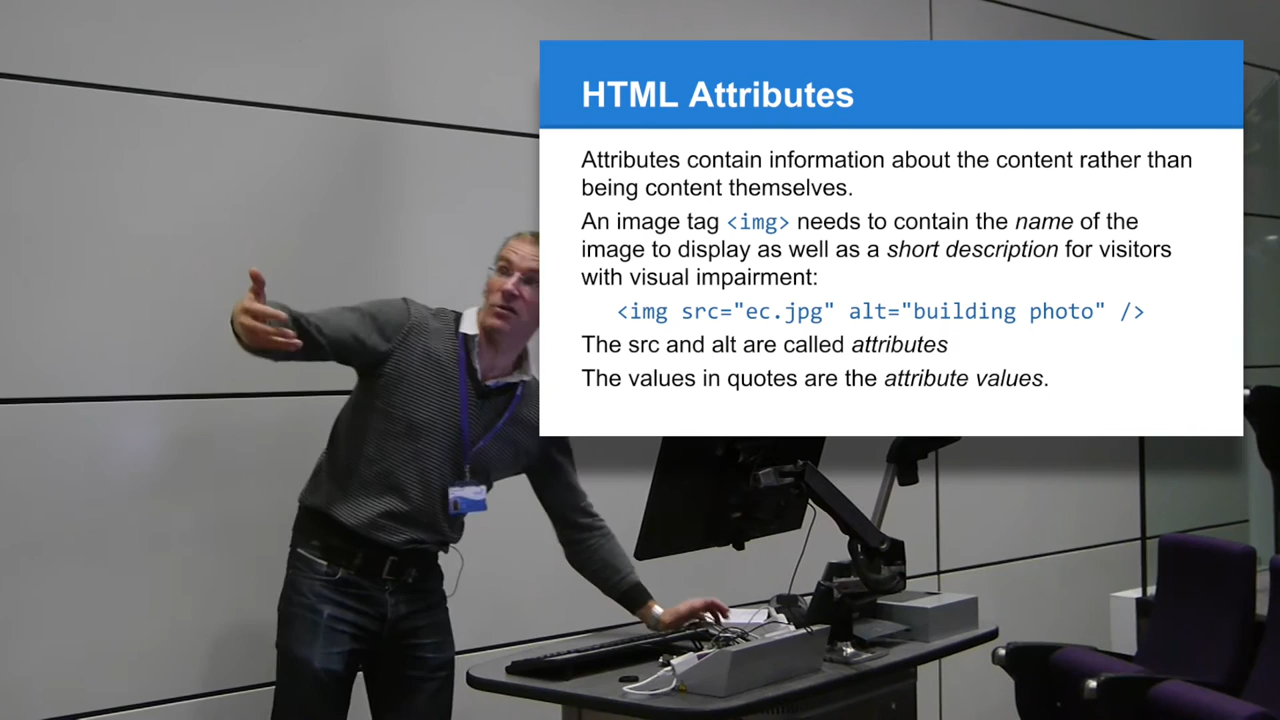 HTML Attributes
Attributes contain information about the content rather than
being content themselves.
An image tag <img> needs to contain the name of the
image to display as well as a short description for visitors
with visual impairment:
<img src="ec.jpg" alt="building photo" />
The src and alt are called attributes
The values in quotes are the attribute values.